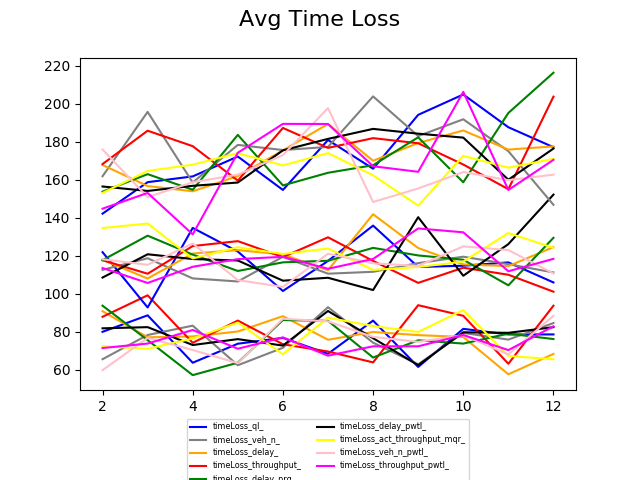 Avg Time Loss
220
200
180
160
140
120
100
80
60
2 4 6 8 10 12
timeLoss_ql_ timeLoss_delay_pwtl_
timeLoss_veh_n_ timeLoss_act_throughput_mqr_
timeLoss_delay_ timeLoss_veh_n_pwtl_
timeLoss_throughput_ timeLoss_throughput_pwtl_